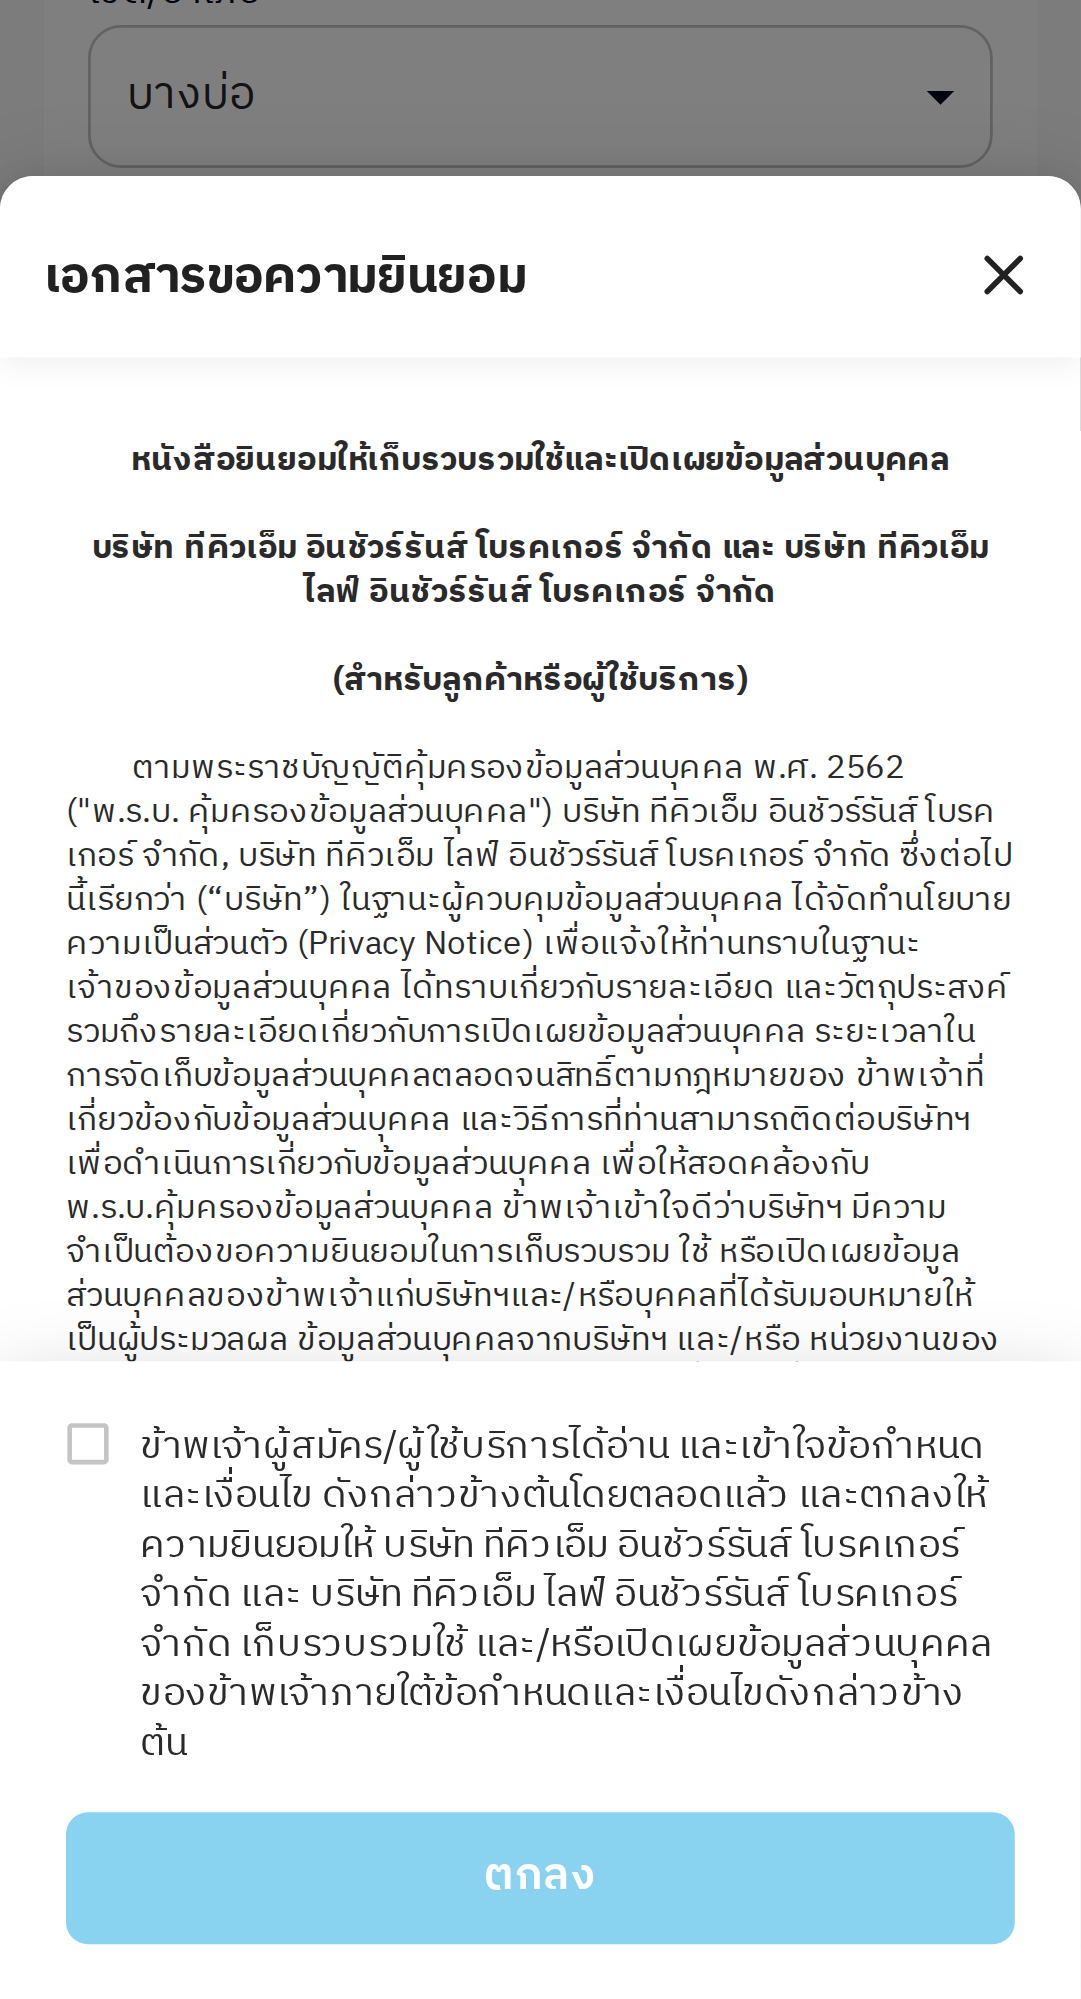 บางบ่อ
เอกสารขอความยินยอม
หนังสือยินยอมให้เก็บรวบรวมใช้และเปิดเผยข้อมูลส่วนบุคคล
บริษัท ทีคิวเอ็ม อินชัวร์รันส์ โบรคเกอร์ จำกัด และ บริษัท ทีคิวเอ็ม
ไลฟ์ อินชัวร์รันส์ โบรคเกอร์ จำกัด
(สำหรับลูกค้าหรือผู้ใช้บริการ)
ตามพระราชบัญญัติคุ้มครองข้อมูลส่วนบุคคล พ.ศ. 2562
("พ.ร.บ. คุ้มครองข้อมูลส่วนบุคคล") บริษัท ทีคิวเอ็ม อินชัวร์รันส์ โบรค
เกอร์ จำกัด, บริษัท ทีคิวเอ็ม ไลฟ์ อินชัวร์รันส์ โบรคเกอร์ จำกัด ซึ่งต่อไป
นี้เรียกว่า (“บริษัท”) ในฐานะผู้ควบคุมข้อมูลส่วนบุคคล ได้จัดทำนโยบาย
ความเป็นส่วนตัว (Privacy Notice) เพื่อแจ้งให้ท่านทราบในฐานะ
เจ้าของข้อมูลส่วนบุคคล ได้ทราบเกี่ยวกับรายละเอียด และวัตถุประสงค์
รวมถึงรายละเอียดเกี่ยวกับการเปิดเผยข้อมูลส่วนบุคคล ระยะเวลาใน
การจัดเก็บข้อมูลส่วนบุคคลตลอดจนสิทธิ์ตามกฎหมายของ ข้าพเจ้าที่
เกี่ยวข้องกับข้อมูลส่วนบุคคล และวิธีการที่ท่านสามารถติดต่อบริษัทฯ
เพื่อดำเนินการเกี่ยวกับข้อมูลส่วนบุคคล เพื่อให้สอดคล้องกับ
พ.ร.บ.คุ้มครองข้อมูลส่วนบุคคล ข้าพเจ้าเข้าใจดีว่าบริษัทฯ มีความ
จำเป็นต้องขอความยินยอมในการเก็บรวบรวม ใช้ หรือเปิดเผยข้อมูล
ส่วนบุคคลของข้าพเจ้าแก่บริษัทฯและ/หรือบุคคลที่ได้รับมอบหมายให้
เป็นผู้ประมวลผล ข้อมูลส่วนบุคคลจากบริษัทฯ และ/หรือ หน่วยงานของ
ข้าพเจ้าผู้สมัคร/ผู้ใช้บริการได้อ่าน และเข้าใจข้อกำหนด
และเงื่อนไข ดังกล่าวข้างต้นโดยตลอดแล้ว และตกลงให้
ความยินยอมให้ บริษัท ทีคิวเอ็ม อินชัวร์รันส์ โบรคเกอร์
จำกัด และ บริษัท ทีคิวเอ็ม ไลฟ์ อินชัวร์รันส์ โบรคเกอร์
จำกัด เก็บรวบรวมใช้ และ/หรือเปิดเผยข้อมูลส่วนบุคคล
ของข้าพเจ้าภายใต้ข้อกำหนดและเงื่อนไขดังกล่าวข้าง
ต้น
ตกลง